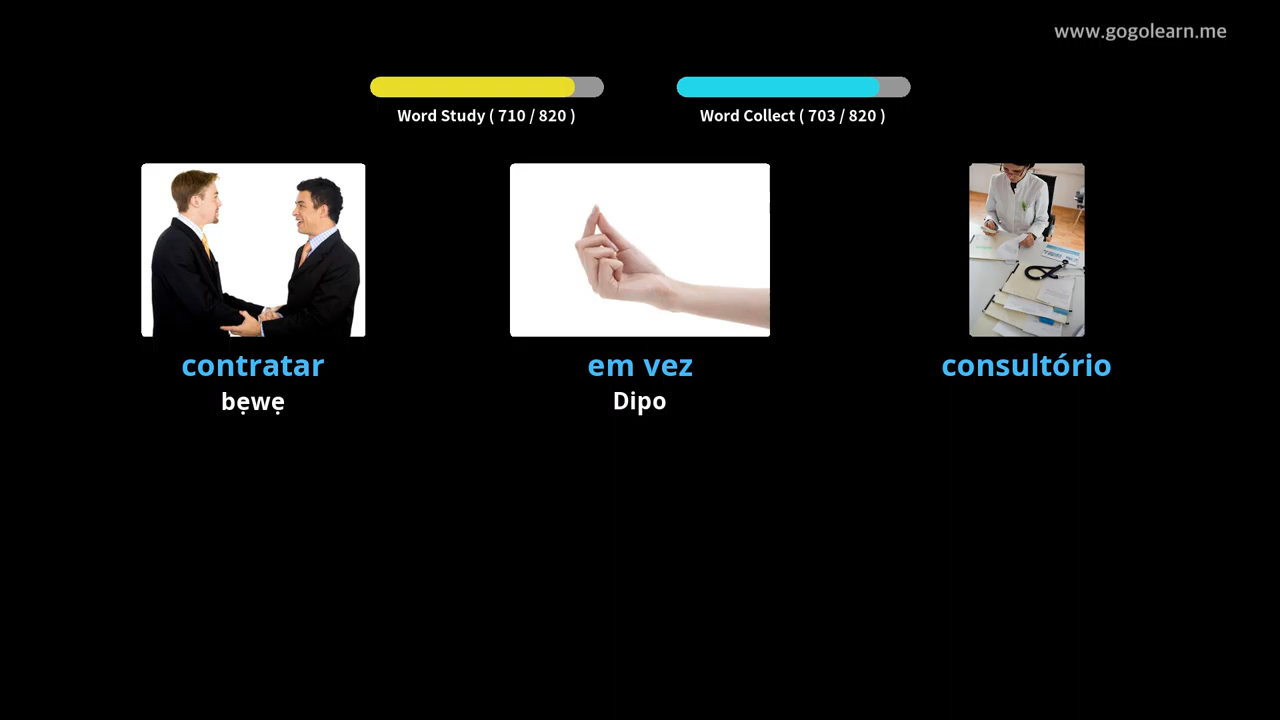 www.gogolearn.me
Word Study ( 710 / 820 )
Word Collect ( 703 / 820 )
contratar
bẹwẹ
em vez
Dipo
consultório